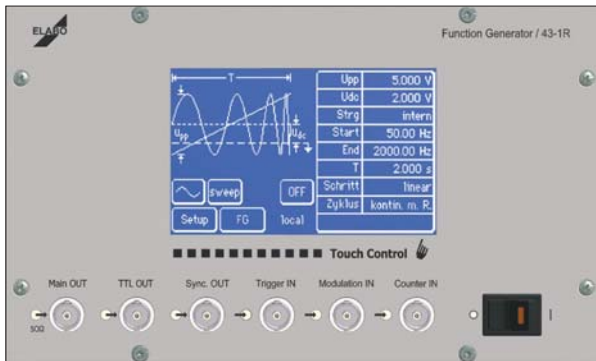 ELABO
Function Generator / 43-1R
T
Upp 5.000 V
Udc 2.000 V
Strg intern
Start 50.00 Hz
End 2000.00 Hz
T 2.000 s
Schritt linear
Zyklus kontin. m. R.
Upp
Udc
sweep
OFF
Setup
FG
local
Touch Control
Main OUT
TTL OUT
Sync. OUT
Trigger IN
Modulation IN
Counter IN
50Ω